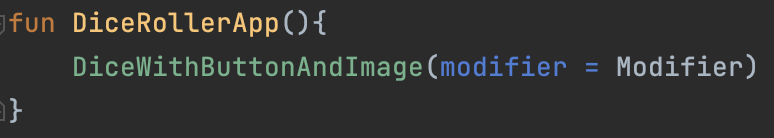 fun DiceRollerApp(){
    DiceWithButtonAndImage(modifier = Modifier)
}